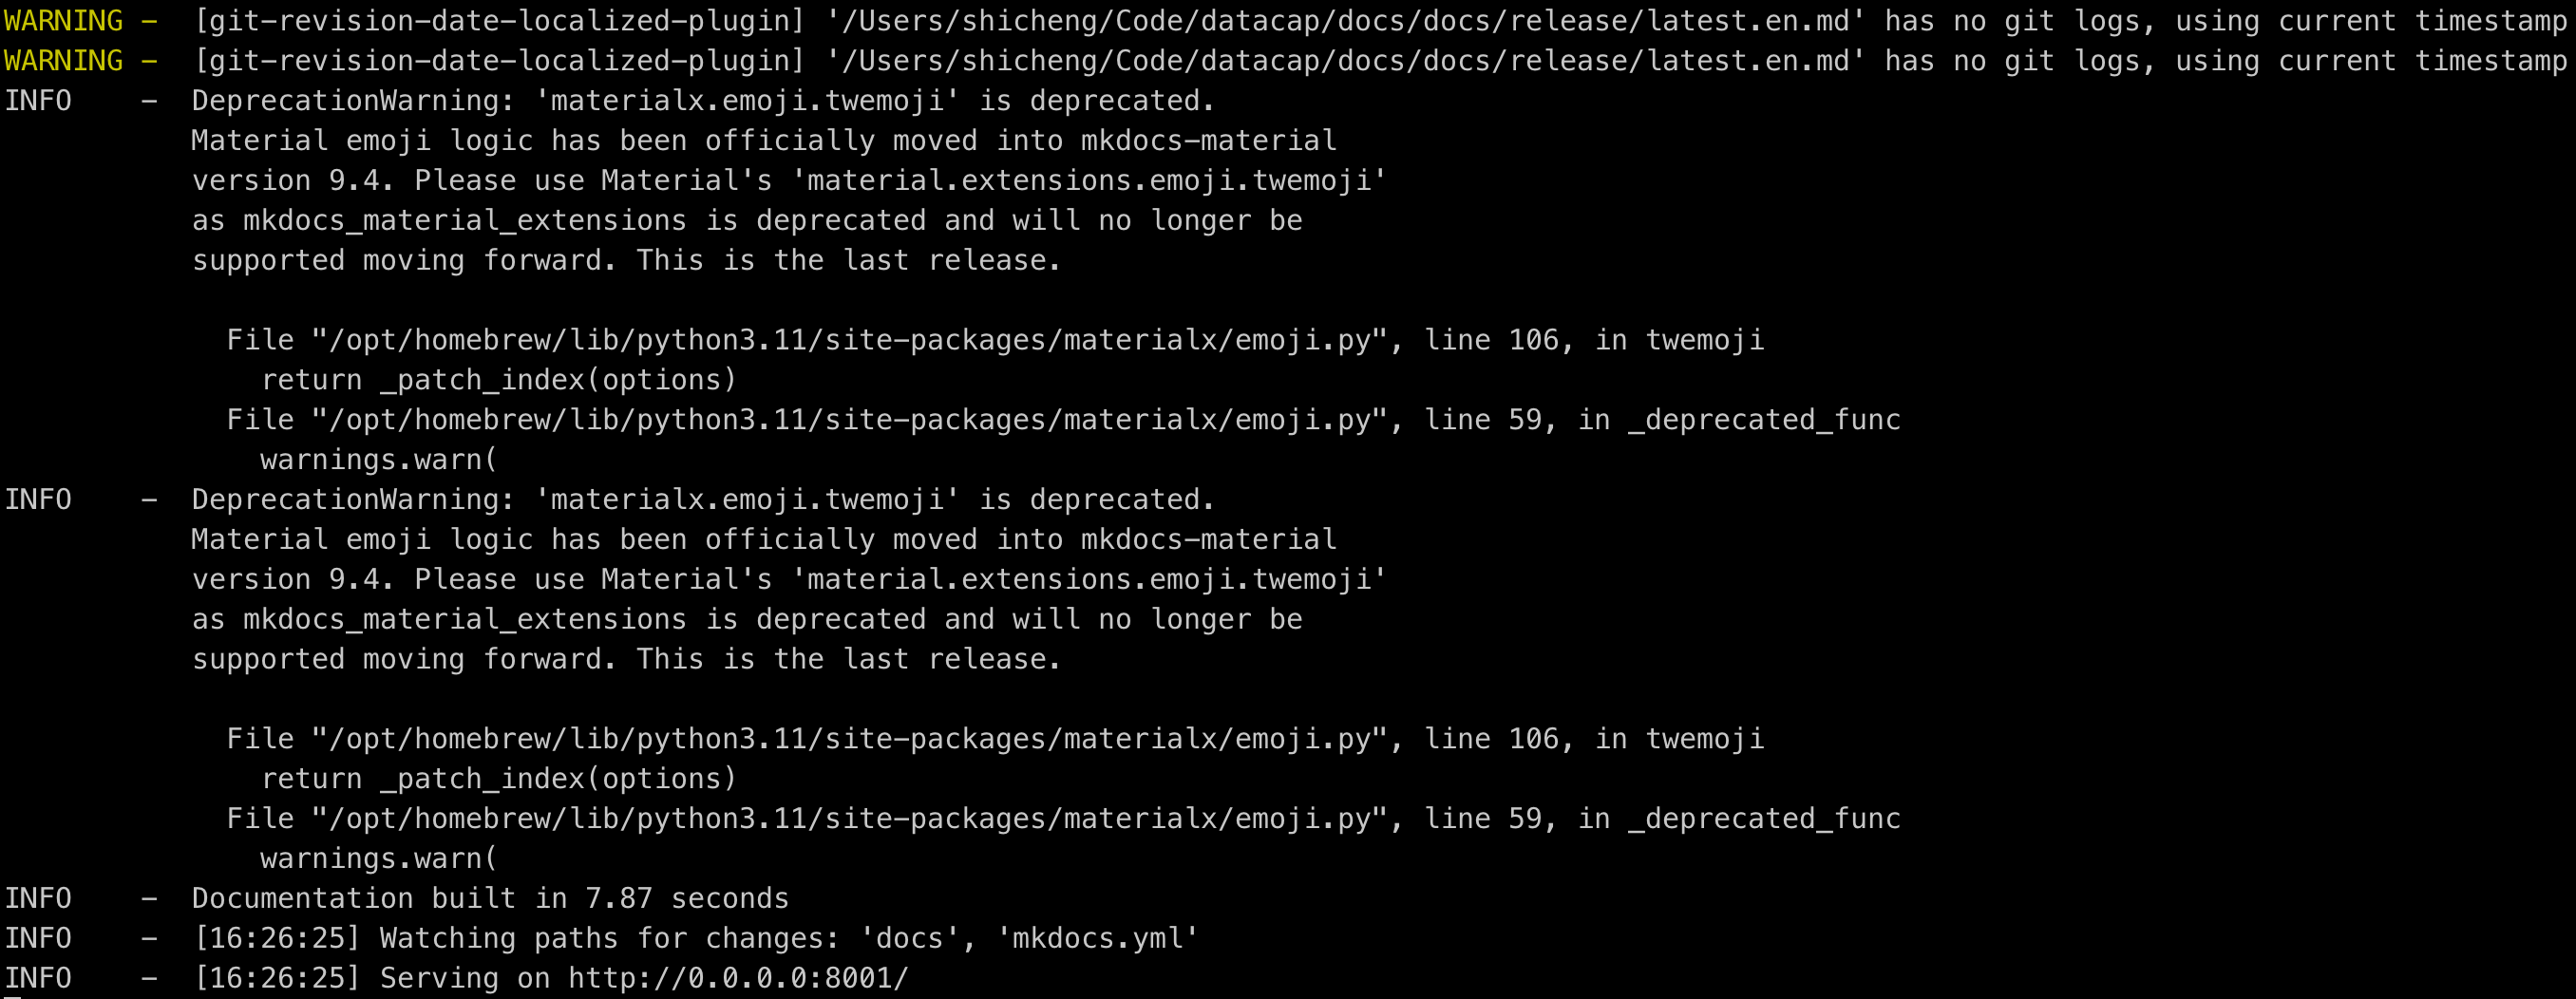 WARNING -  [git-revision-date-localized-plugin] '/Users/shicheng/Code/datacap/docs/docs/release/latest.en.md' has no git logs, using current timestamp
WARNING -  [git-revision-date-localized-plugin] '/Users/shicheng/Code/datacap/docs/docs/release/latest.en.md' has no git logs, using current timestamp
INFO    -  DeprecationWarning: 'materialx.emoji.twemoji' is deprecated.
           Material emoji logic has been officially moved into mkdocs-material
           version 9.4. Please use Material's 'material.extensions.emoji.twemoji'
           as mkdocs_material_extensions is deprecated and will no longer be
           supported moving forward. This is the last release.

             File "/opt/homebrew/lib/python3.11/site-packages/materialx/emoji.py", line 106, in twemoji
               return _patch_index(options)
             File "/opt/homebrew/lib/python3.11/site-packages/materialx/emoji.py", line 59, in _deprecated_func
               warnings.warn(
INFO    -  DeprecationWarning: 'materialx.emoji.twemoji' is deprecated.
           Material emoji logic has been officially moved into mkdocs-material
           version 9.4. Please use Material's 'material.extensions.emoji.twemoji'
           as mkdocs_material_extensions is deprecated and will no longer be
           supported moving forward. This is the last release.

             File "/opt/homebrew/lib/python3.11/site-packages/materialx/emoji.py", line 106, in twemoji
               return _patch_index(options)
             File "/opt/homebrew/lib/python3.11/site-packages/materialx/emoji.py", line 59, in _deprecated_func
               warnings.warn(
INFO    -  Documentation built in 7.87 seconds
INFO    -  [16:26:25] Watching paths for changes: 'docs', 'mkdocs.yml'
INFO    -  [16:26:25] Serving on http://0.0.0.0:8001/